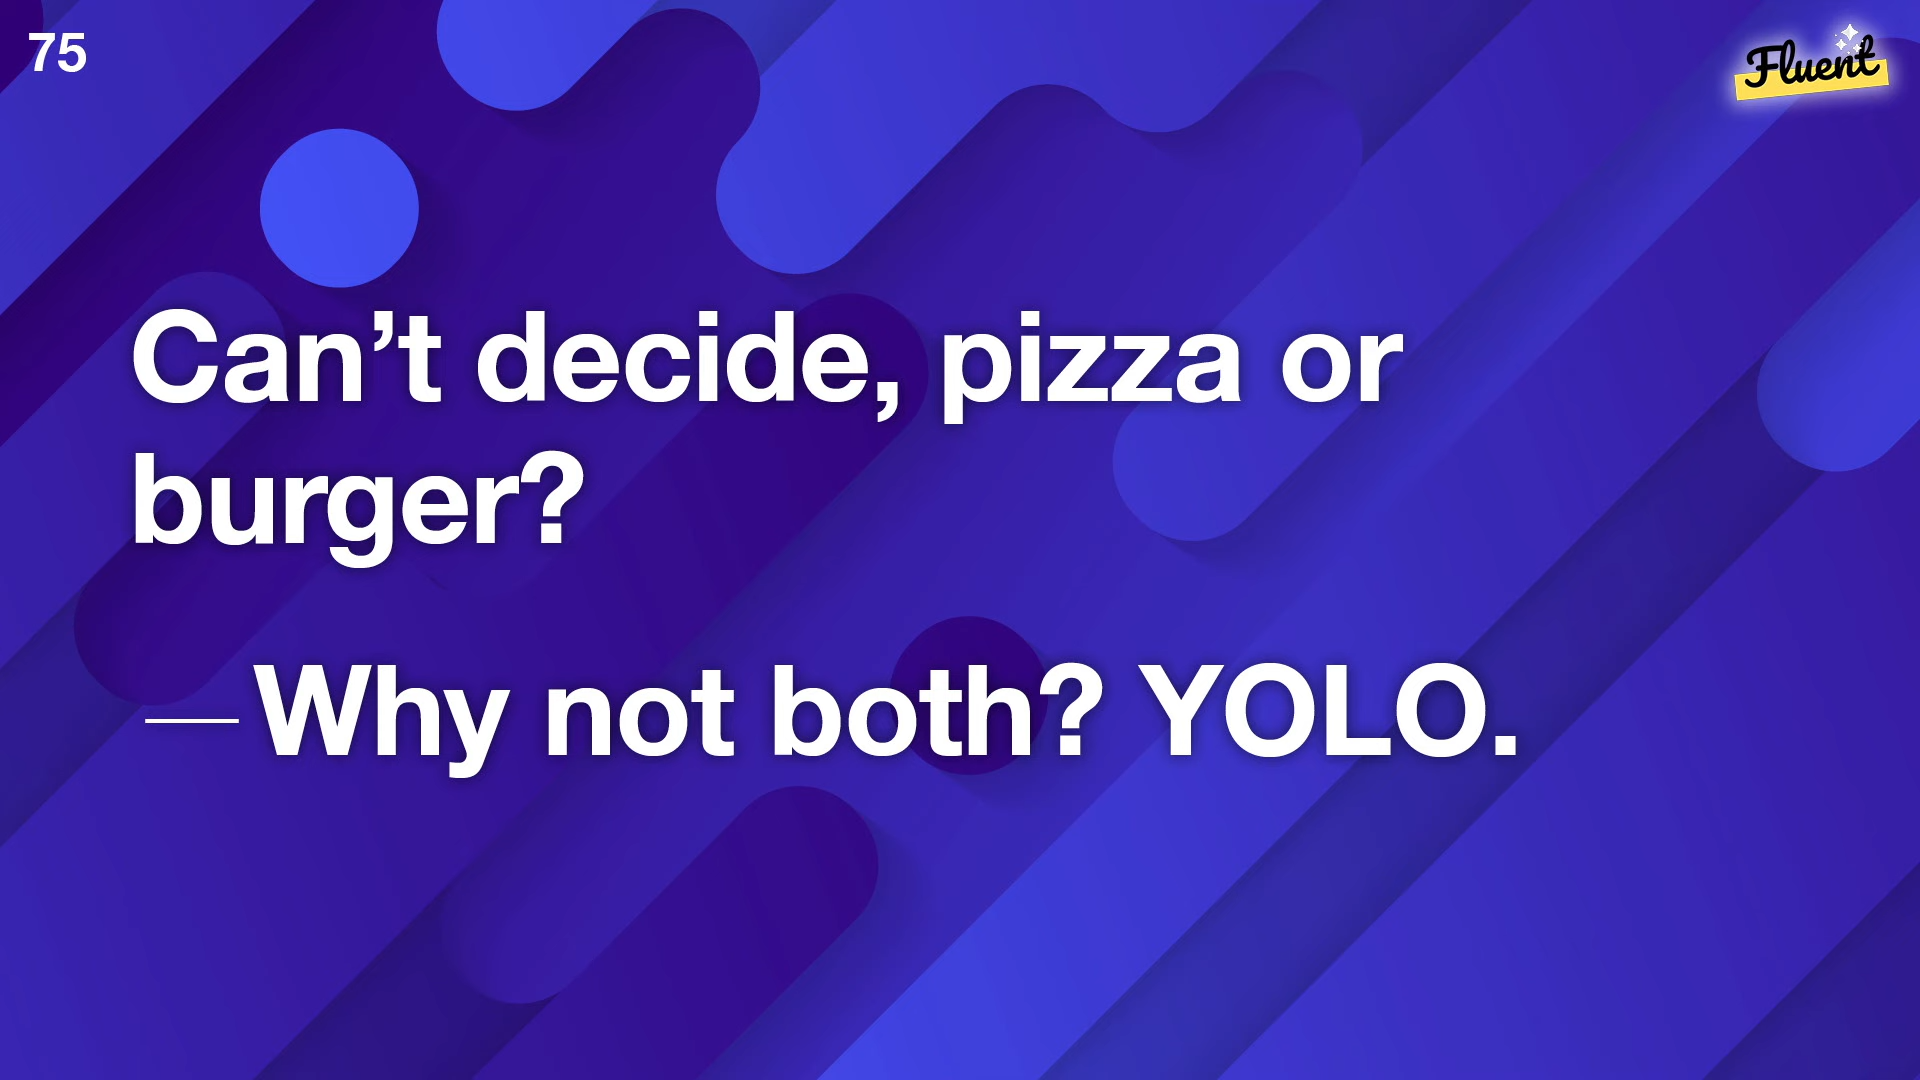 75
Fluent
Can’t decide, pizza or
burger?
—Why not both? YOLO.